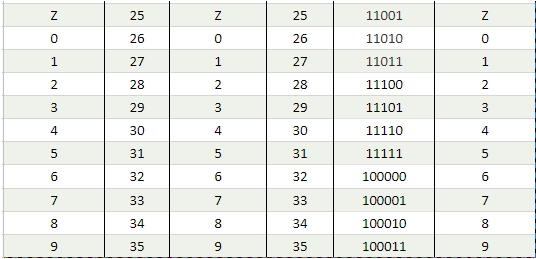 Z 25 Z 25 11001 Z
0 26 0 26 11010 0
1 27 1 27 11011 1
2 28 2 28 11100 2
3 29 3 29 11101 3
4 30 4 30 11110 4
5 31 5 31 11111 5
6 32 6 32 100000 6
7 33 7 33 100001 7
8 34 8 34 100010 8
9 35 9 35 100011 9